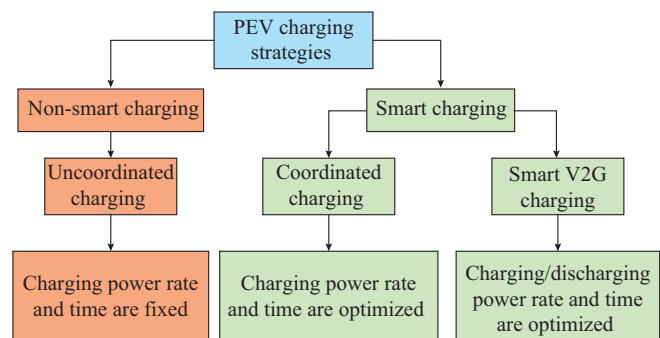 PEV charging
strategies
Non-smart charging
Smart charging
Uncoordinated
charging
Coordinated
charging
Smart V2G
charging
Charging power rate
and time are fixed
Charging power rate
and time are optimized
Charging/discharging
power rate and time
are optimized